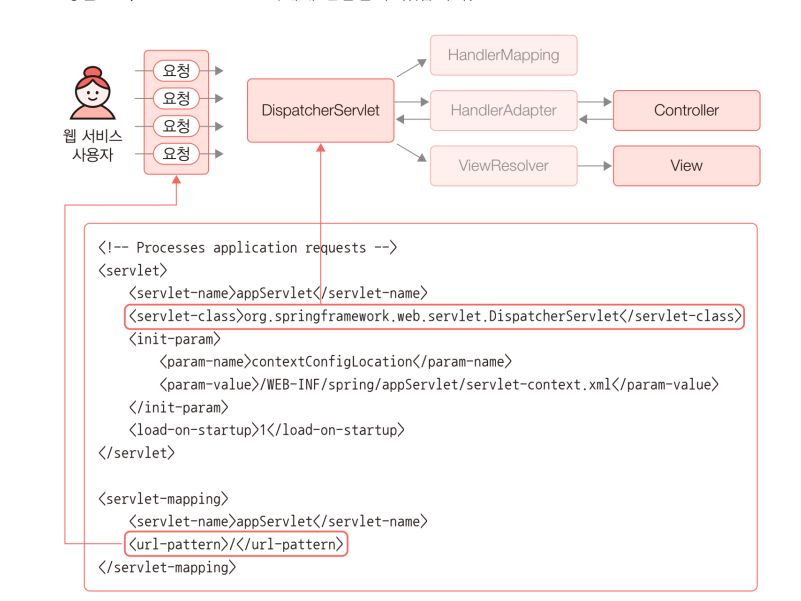 요청
요청
요청
요청
웹 서비스
사용자
DispatcherServlet
HandlerMapping
HandlerAdapter
Controller
ViewResolver
View
<!-- Processes application requests -->
<servlet>
<servlet-name>appServlet</servlet-name>
<servlet-class>org.springframework.web.servlet.DispatcherServlet</servlet-class>
<init-param>
<param-name>contextConfigLocation</param-name>
<param-value>/WEB-INF/spring/appServlet/servlet-context.xml</param-value>
</init-param>
<load-on-startup>1</load-on-startup>
</servlet>
<servlet-mapping>
<servlet-name>appServlet</servlet-name>
<url-pattern>/</url-pattern>
</servlet-mapping>